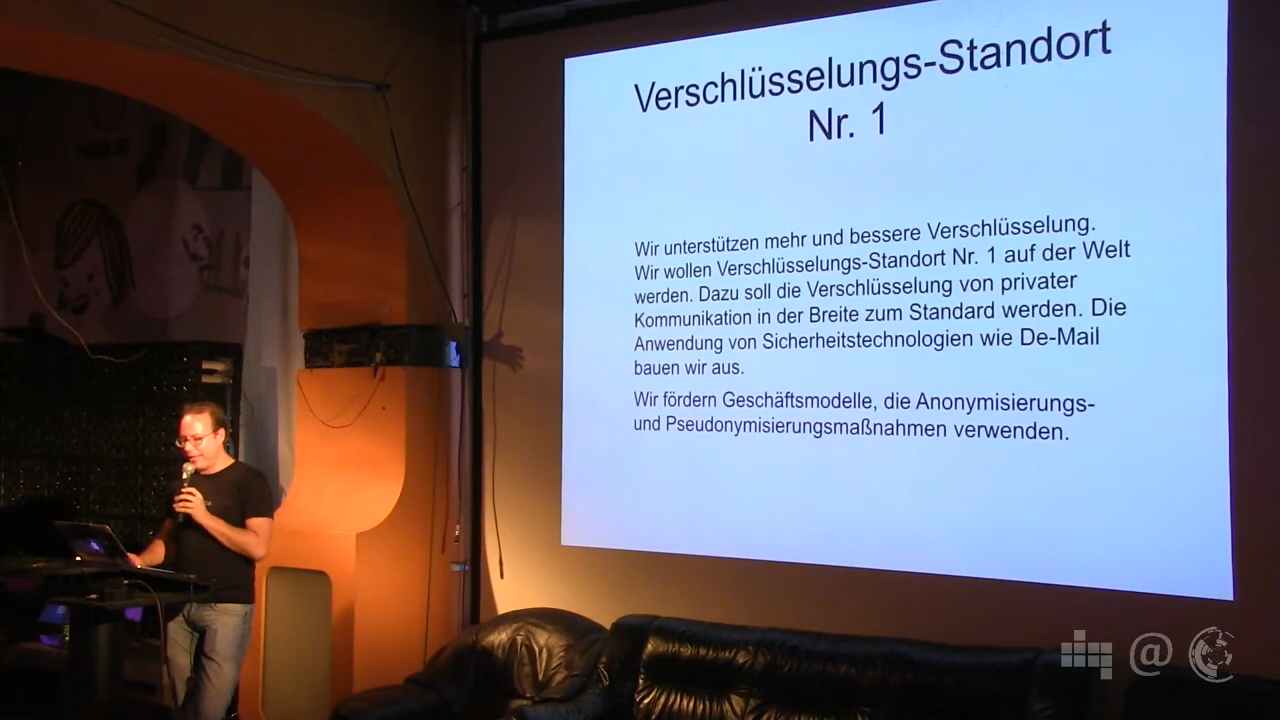 Verschlüsselungs-Standort
Nr. 1
Wir unterstützen mehr und bessere Verschlüsselung.
Wir wollen Verschlüsselungs-Standort Nr. 1 auf der Welt
werden. Dazu soll die Verschlüsselung von privater
Kommunikation in der Breite zum Standard werden. Die
Anwendung von Sicherheitstechnologien wie De-Mail
bauen wir aus.
Wir fördern Geschäftsmodelle, die Anonymisierungs-
und Pseudonymisierungsmaßnahmen verwenden.
@